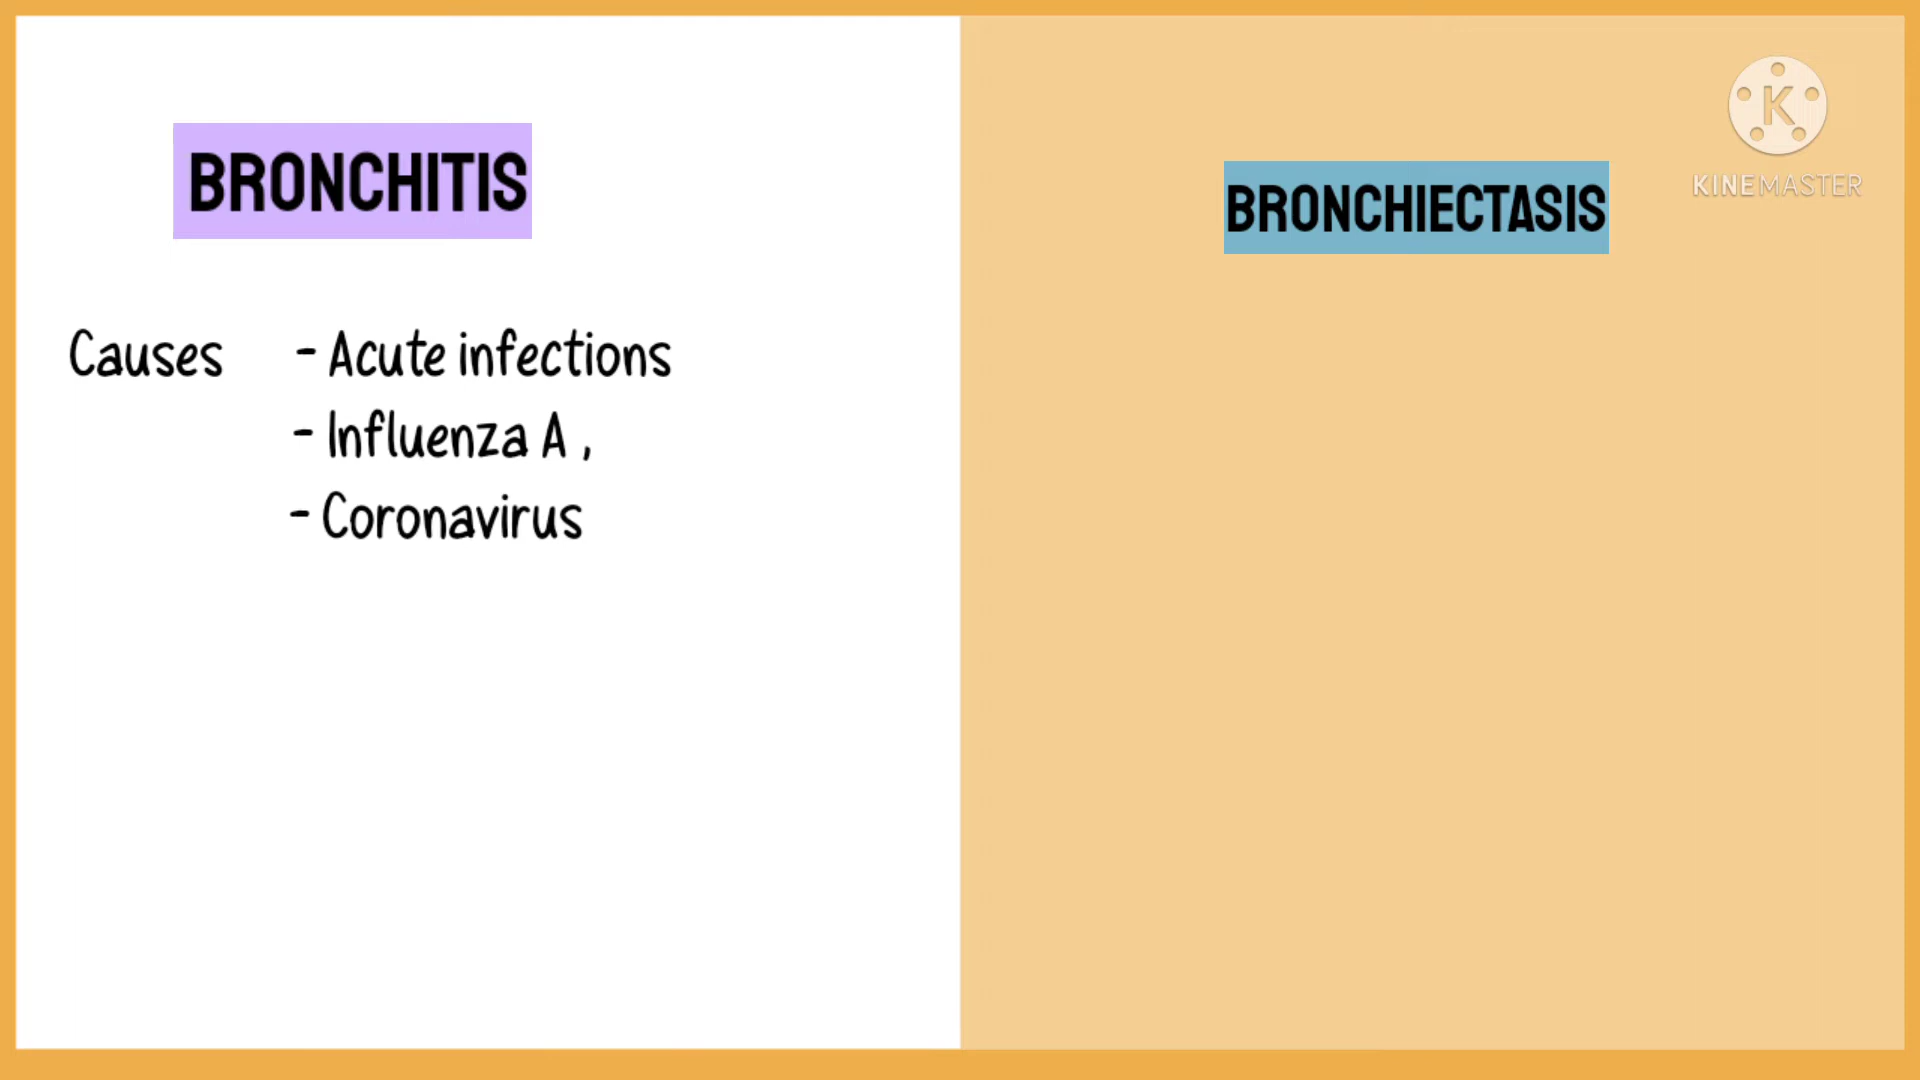 BRONCHITIS
Causes - Acute infections
- Influenza A ,
- Coronavirus
BRONCHIECTASIS
K
KINEMASTER